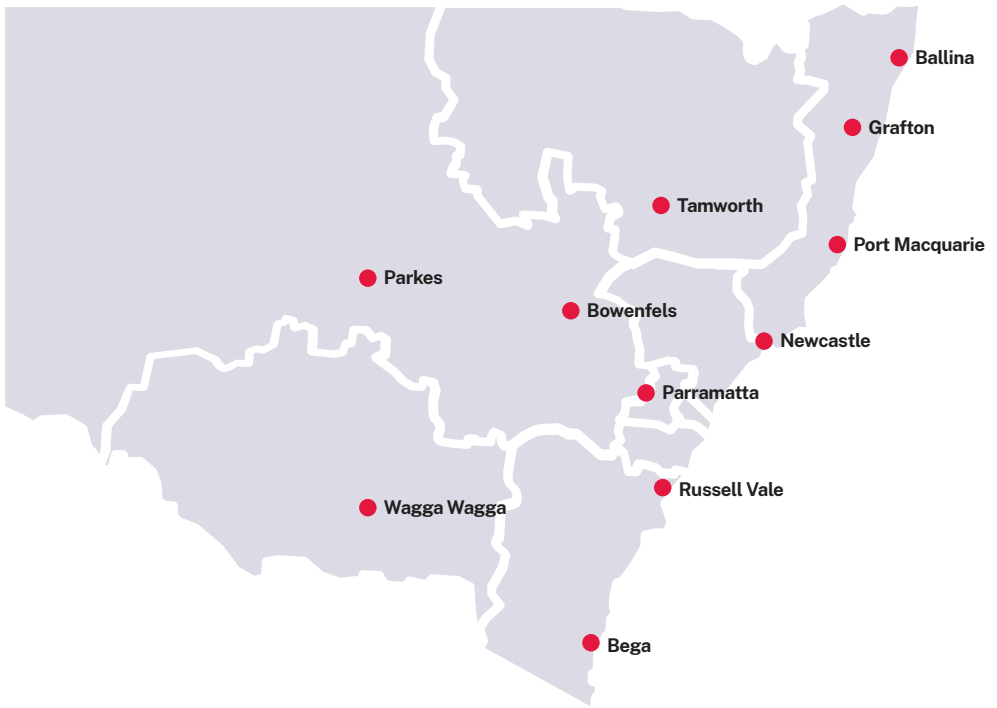 Ballina
Grafton
Tamworth
Port Macquarie
Parkes
Bowenfels
Newcastle
Parramatta
Russell Vale
Wagga Wagga
Bega